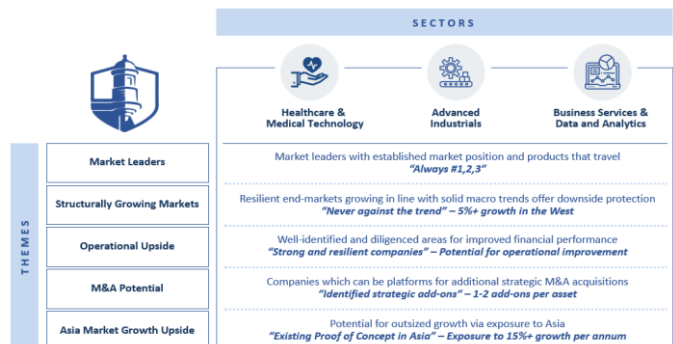 SECTORS
Healthcare &
Medical Technology
Advanced
Industrials
Business Services &
Data and Analytics
THEMES
Market Leaders
Market leaders with established market position and products that travel
“Always #1,2,3”
Structurally Growing Markets
Resilient end-markets growing in line with solid macro trends offer downside protection
“Never against the trend” – 5%+ growth in the West
Operational Upside
Well-identified and diligenced areas for improved financial performance
“Strong and resilient companies” – Potential for operational improvement
M&A Potential
Companies which can be platforms for additional strategic M&A acquisitions
“Identified strategic add-ons” – 1-2 add-ons per asset
Asia Market Growth Upside
Potential for outsized growth via exposure to Asia
“Existing Proof of Concept in Asia” – Exposure to 15%+ growth per annum